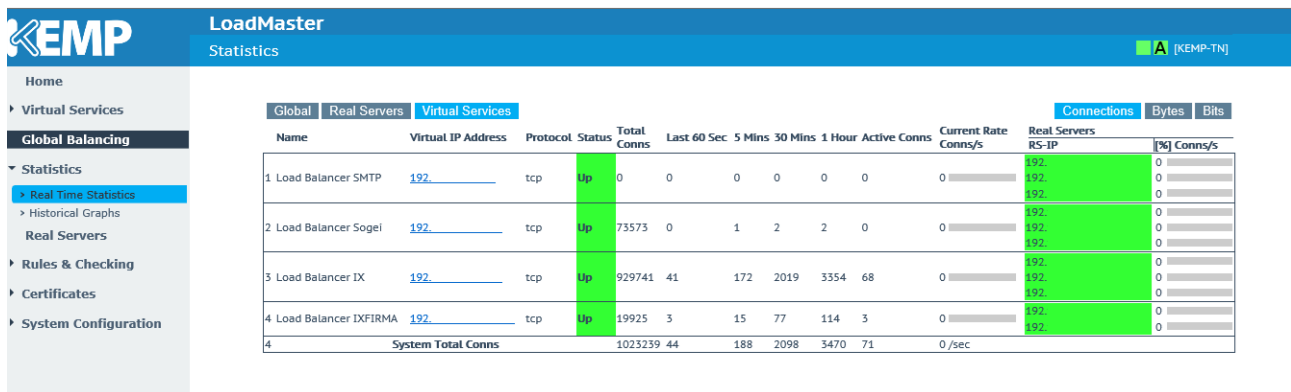 KEMP
LoadMaster
Statistics
A [KEMP-TN]
Home
Virtual Services
Global Balancing
Statistics
> Real Time Statistics
> Historical Graphs
Real Servers
Rules & Checking
Certificates
System Configuration
Global Real Servers Virtual Services Connections Bytes Bits
Name Virtual IP Address Protocol Status Total Conns Last 60 Sec 5 Mins 30 Mins 1 Hour Active Conns Current Rate Conns/s Real Servers
RS-IP [%] Conns/s
1 Load Balancer SMTP 192. tcp Up 0 0 0 0 0 0 0
192. 0
192. 0
192. 0
2 Load Balancer Sogei 192. tcp Up 73573 0 1 2 2 0 0
192. 0
192. 0
192. 0
3 Load Balancer IX 192. tcp Up 929741 41 172 2019 3354 68 0
192. 0
192. 0
192. 0
4 Load Balancer IXFIRMA 192. tcp Up 19925 3 15 77 114 3 0
192. 0
192. 0
4 System Total Conns 1023239 44 188 2098 3470 71 0 /sec